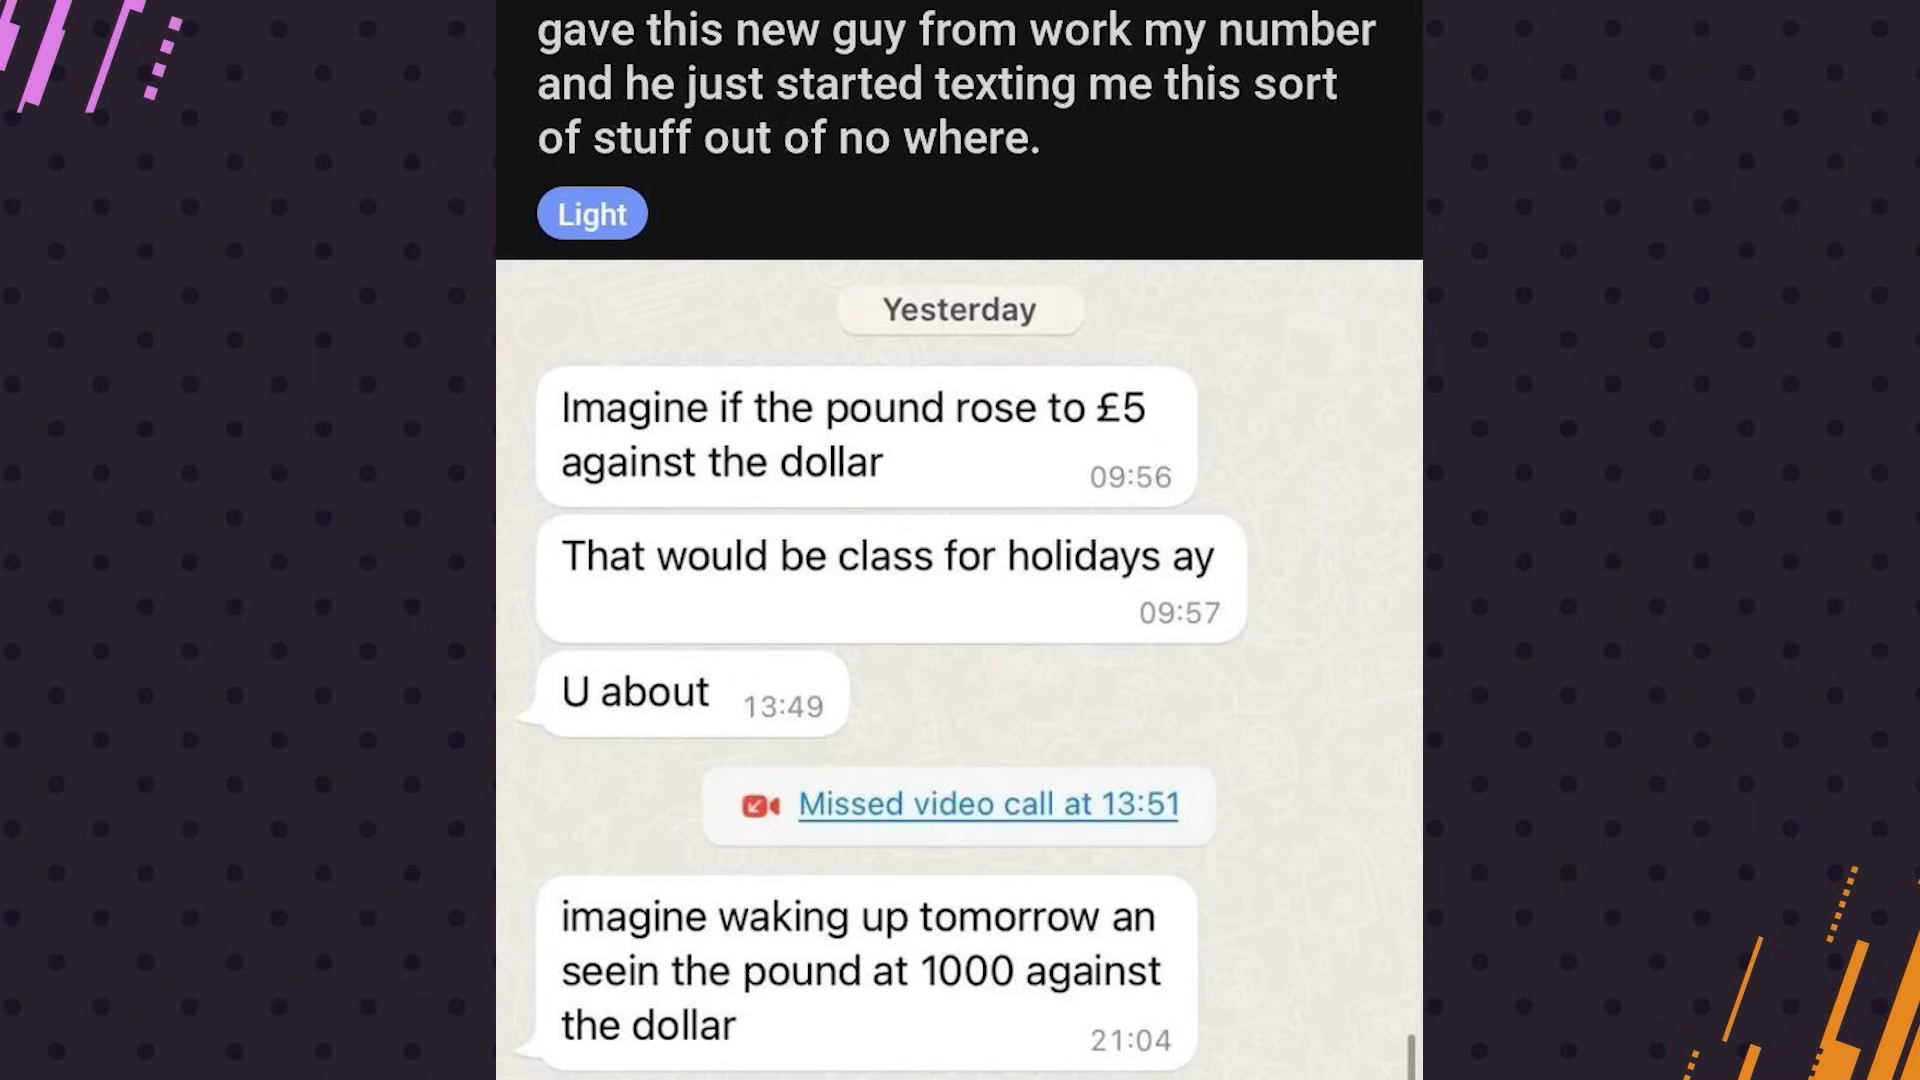 gave this new guy from work my number
and he just started texting me this sort
of stuff out of no where.
Light
Yesterday
Imagine if the pound rose to £5
against the dollar
09:56
That would be class for holidays ay
09:57
U about 13:49
Missed video call at 13:51
imagine waking up tomorrow an
seein the pound at 1000 against
the dollar
21:04